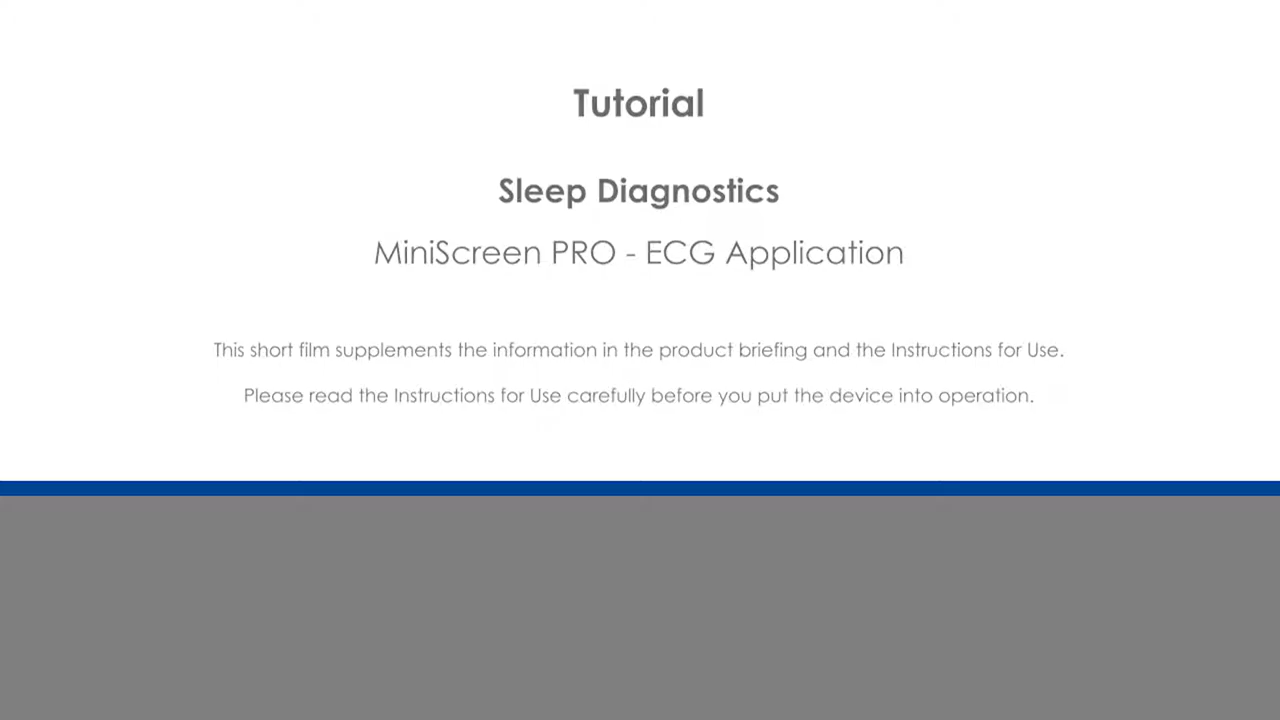 Tutorial
Sleep Diagnostics
MiniScreen PRO - ECG Application
This short film supplements the information in the product briefing and the Instructions for Use.
Please read the Instructions for Use carefully before you put the device into operation.